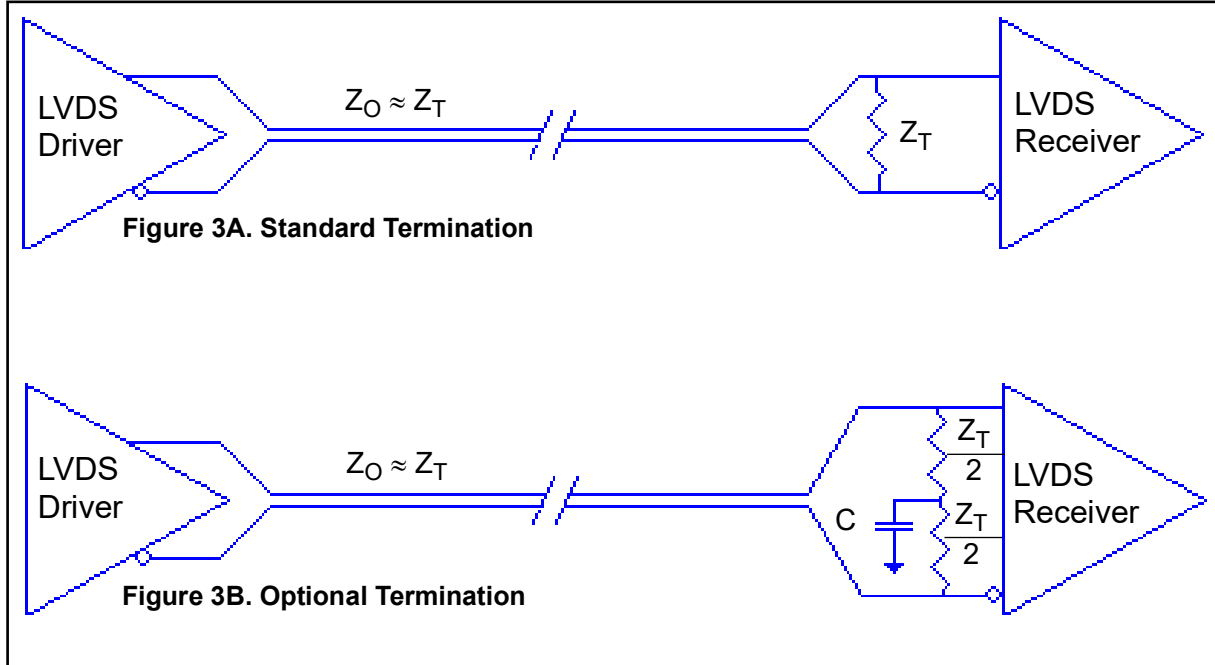 LVDS
Driver
Z_O ≈ Z_T
Z_T
LVDS
Receiver
Figure 3A. Standard Termination
LVDS
Driver
Z_O ≈ Z_T
C
Z_T
2
Z_T
2
LVDS
Receiver
Figure 3B. Optional Termination